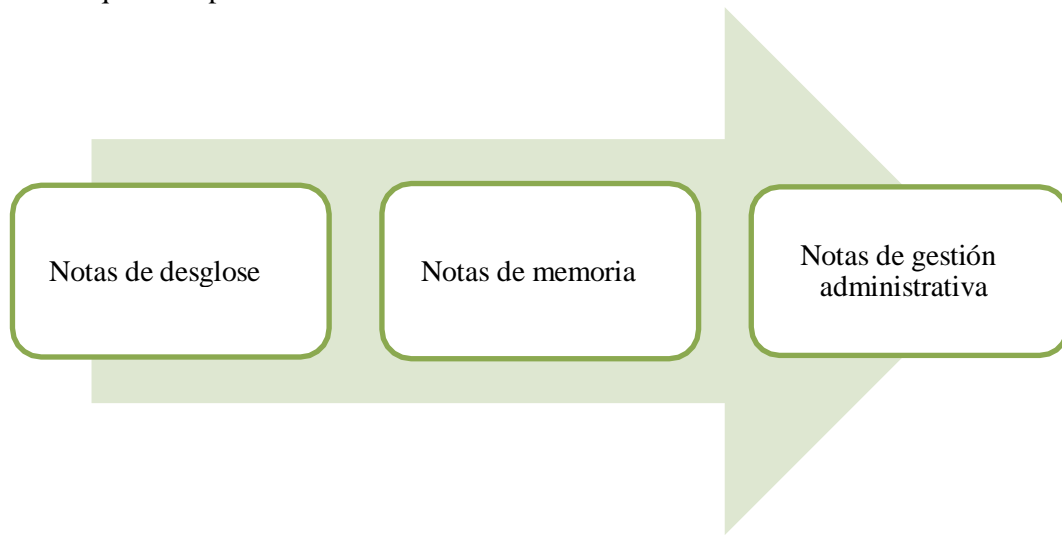 Notas de desglose
Notas de memoria
Notas de gestión
administrativa